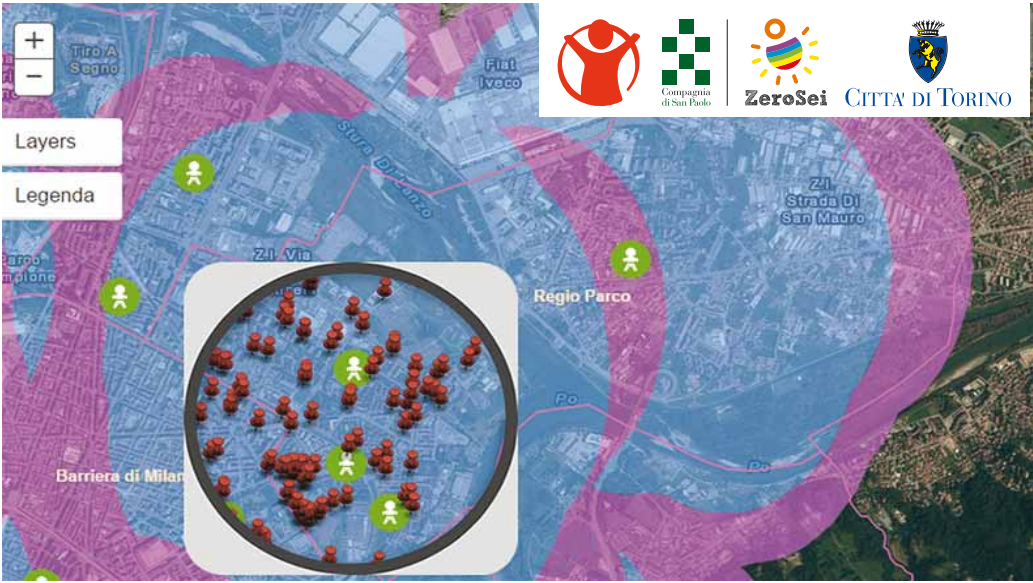 +
−
Tiro A
Segno
Fiat
Iveco
Compagnia
di San Paolo
ZeroSei
CITTA' DI TORINO
Layers
Legenda
Stura Di Lanzo
Z.I.
Strada Di
San Mauro
Z.I. Via
Regio Parco
Po
Po
Barriera di Milan